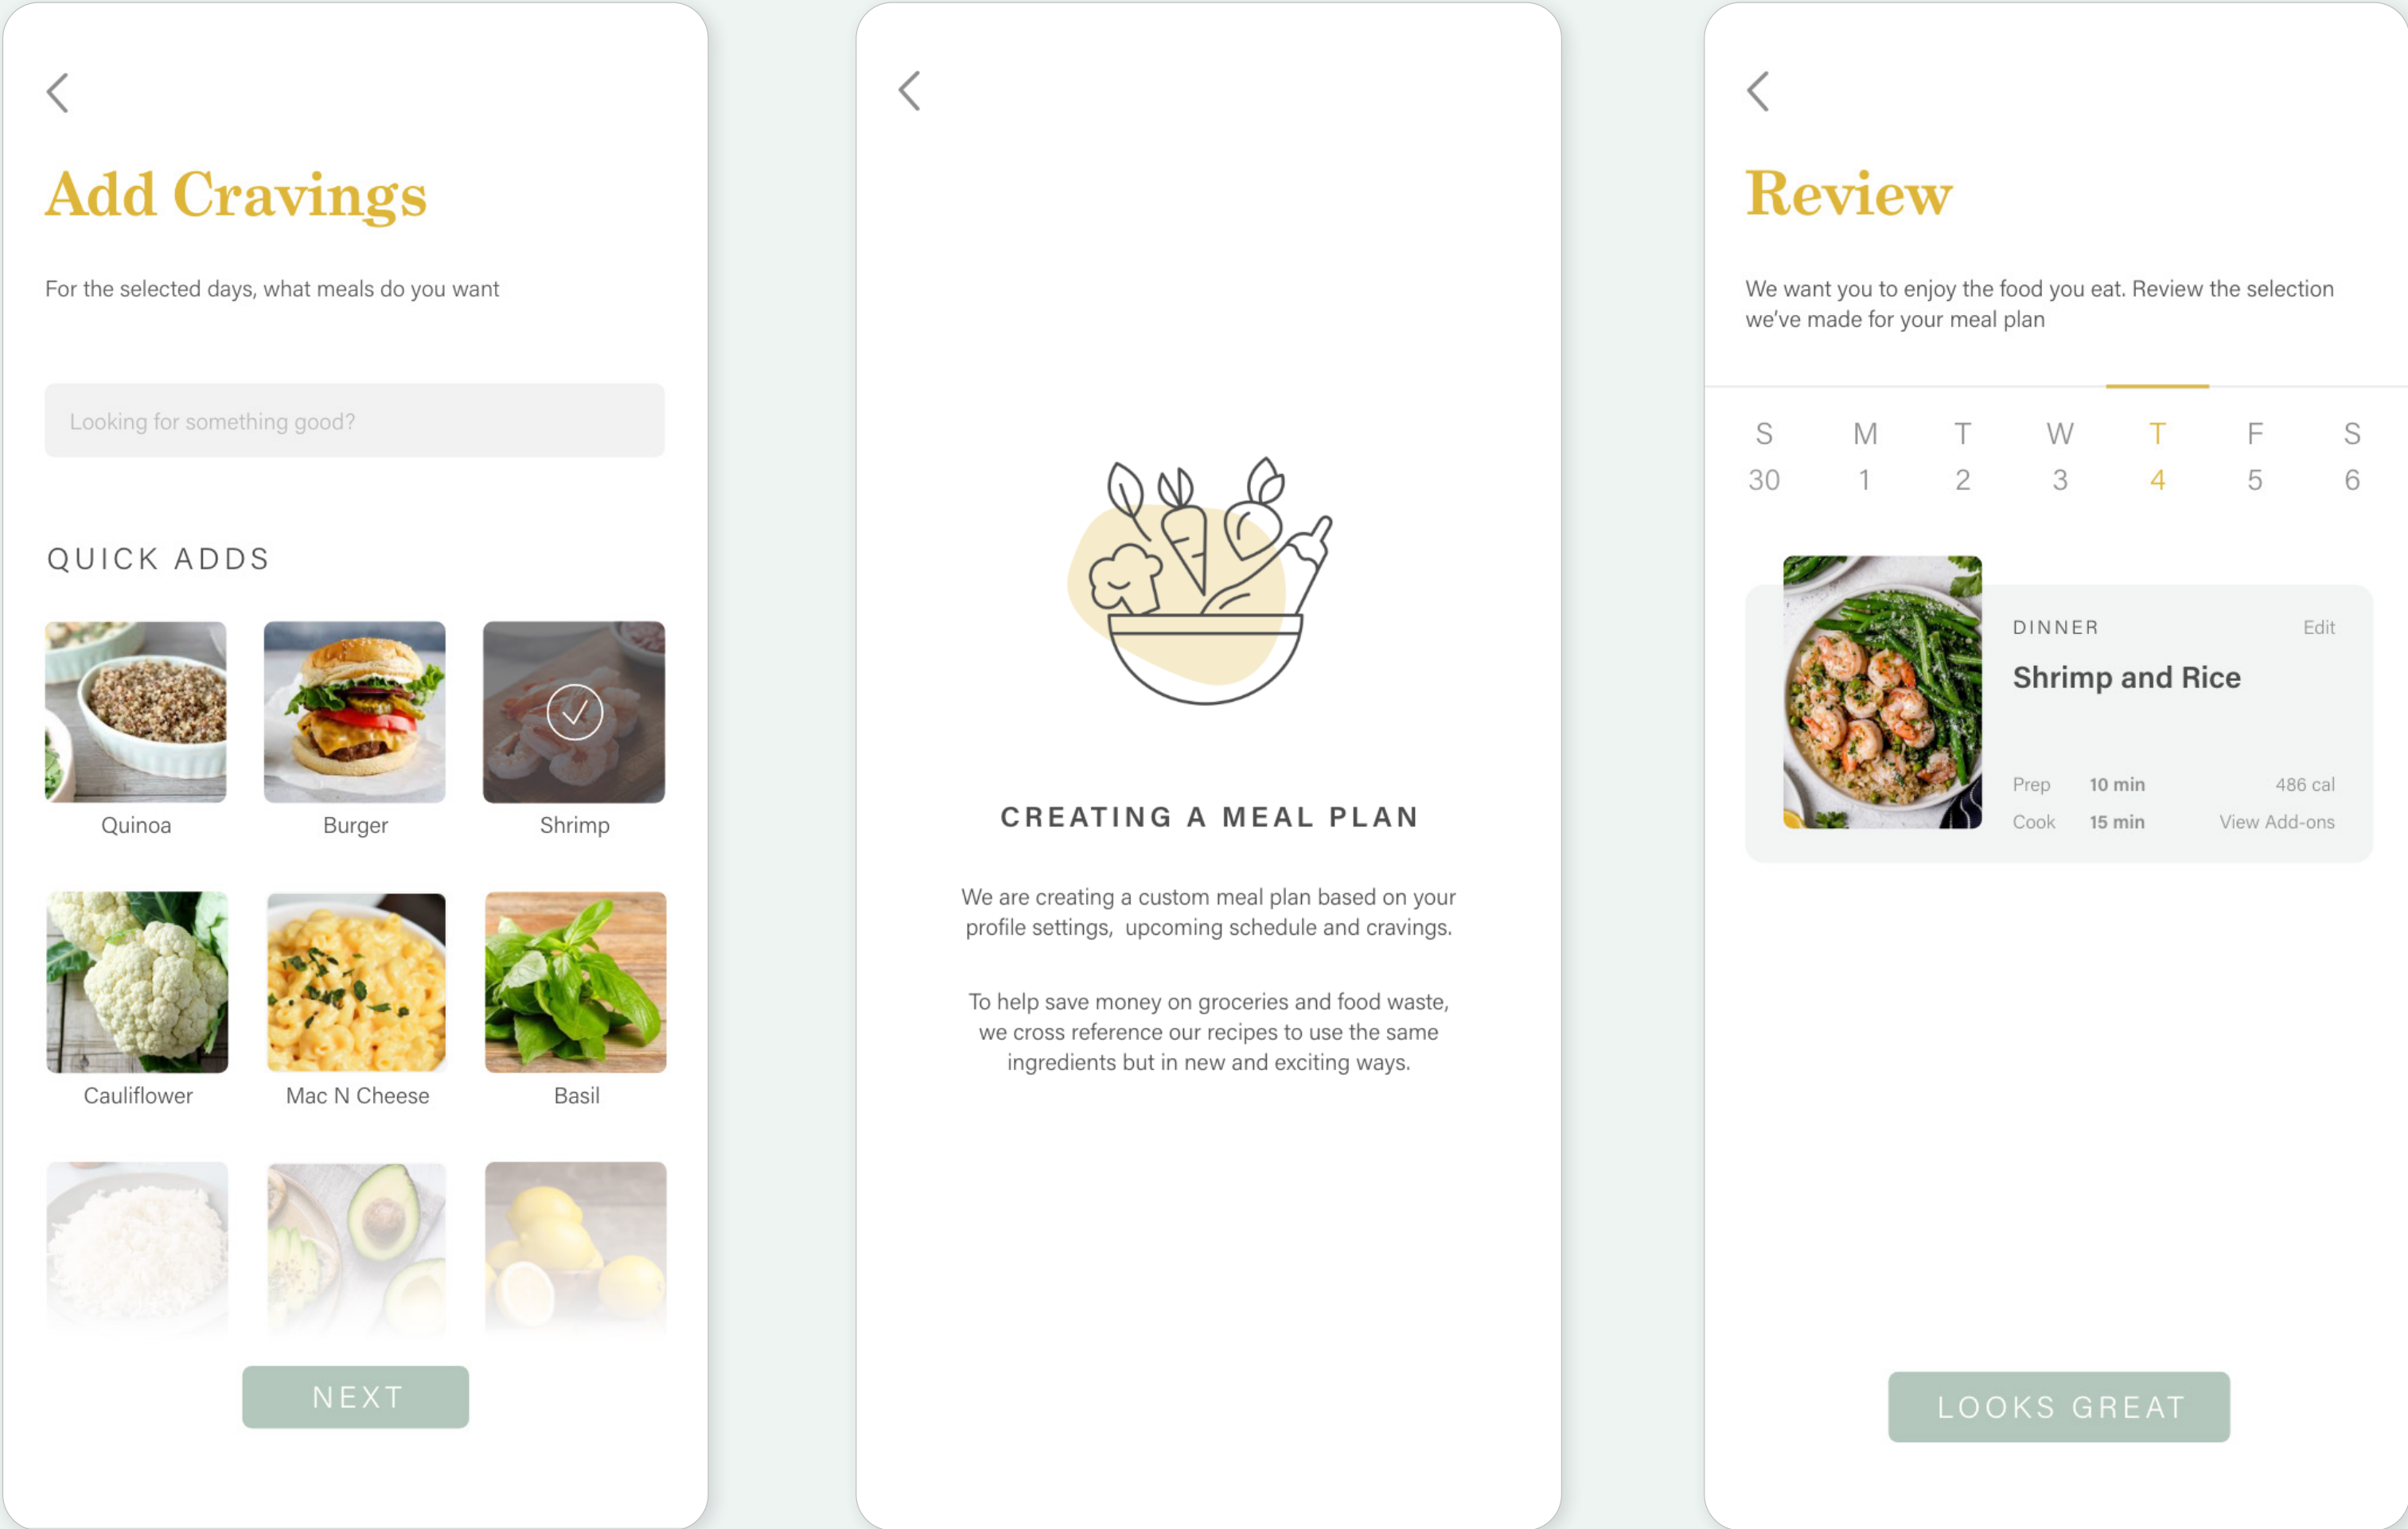 Add Cravings
For the selected days, what meals do you want
Looking for something good?
QUICK ADDS
Quinoa
Burger
Shrimp
Cauliflower
Mac N Cheese
Basil
NEXT
CREATING A MEAL PLAN
We are creating a custom meal plan based on your
profile settings, upcoming schedule and cravings.
To help save money on groceries and food waste,
we cross reference our recipes to use the same
ingredients but in new and exciting ways.
Review
We want you to enjoy the food you eat. Review the selection
we've made for your meal plan
S M T W T F S
30 1 2 3 4 5 6
DINNER Edit
Shrimp and Rice
Prep 10 min 486 cal
Cook 15 min View Add-ons
LOOKS GREAT